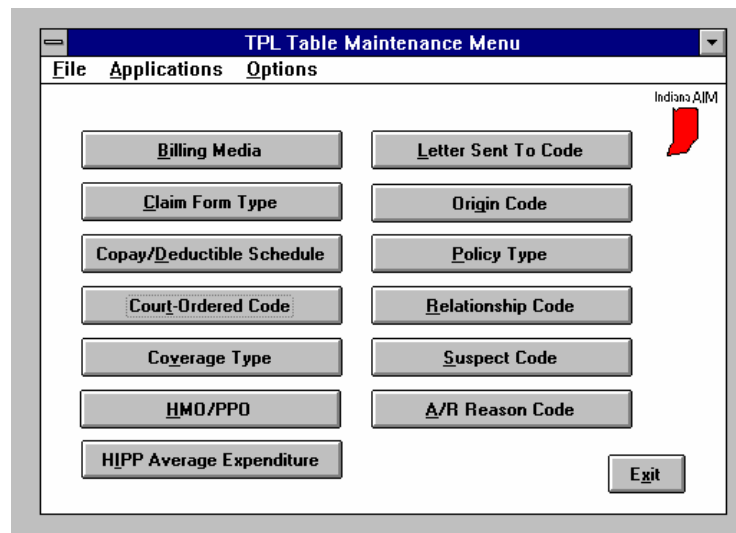 TPL Table Maintenance Menu
File Applications Options
Indiana AIM
Billing Media
Letter Sent To Code
Claim Form Type
Origin Code
Copay/Deductible Schedule
Policy Type
Court-Ordered Code
Relationship Code
Coverage Type
Suspect Code
HMO/PPO
A/R Reason Code
HIPP Average Expenditure
Exit